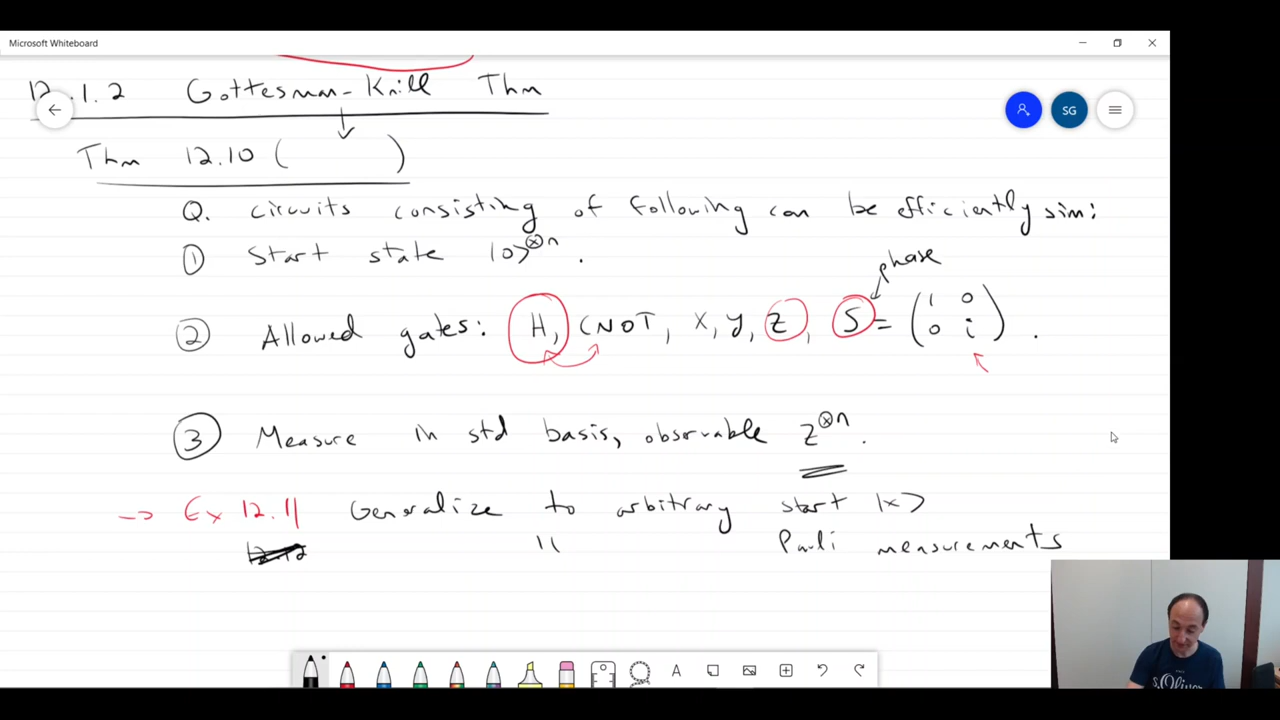 Microsoft Whiteboard
12.1.2 Gottesman-Knill Thm
SG
Thm 12.10 ( )
Q. circuits consisting of following can be efficiently sim:
① Start state |0>^⊗n .
phase
② Allowed gates: H, CNOT, X, Y, Z, S = (1 0
0 i) .
③ Measure in std basis, observable Z^⊗n .
→ Ex 12.11 Generalize to arbitrary start |x>
12.12 " Pauli measurements
A